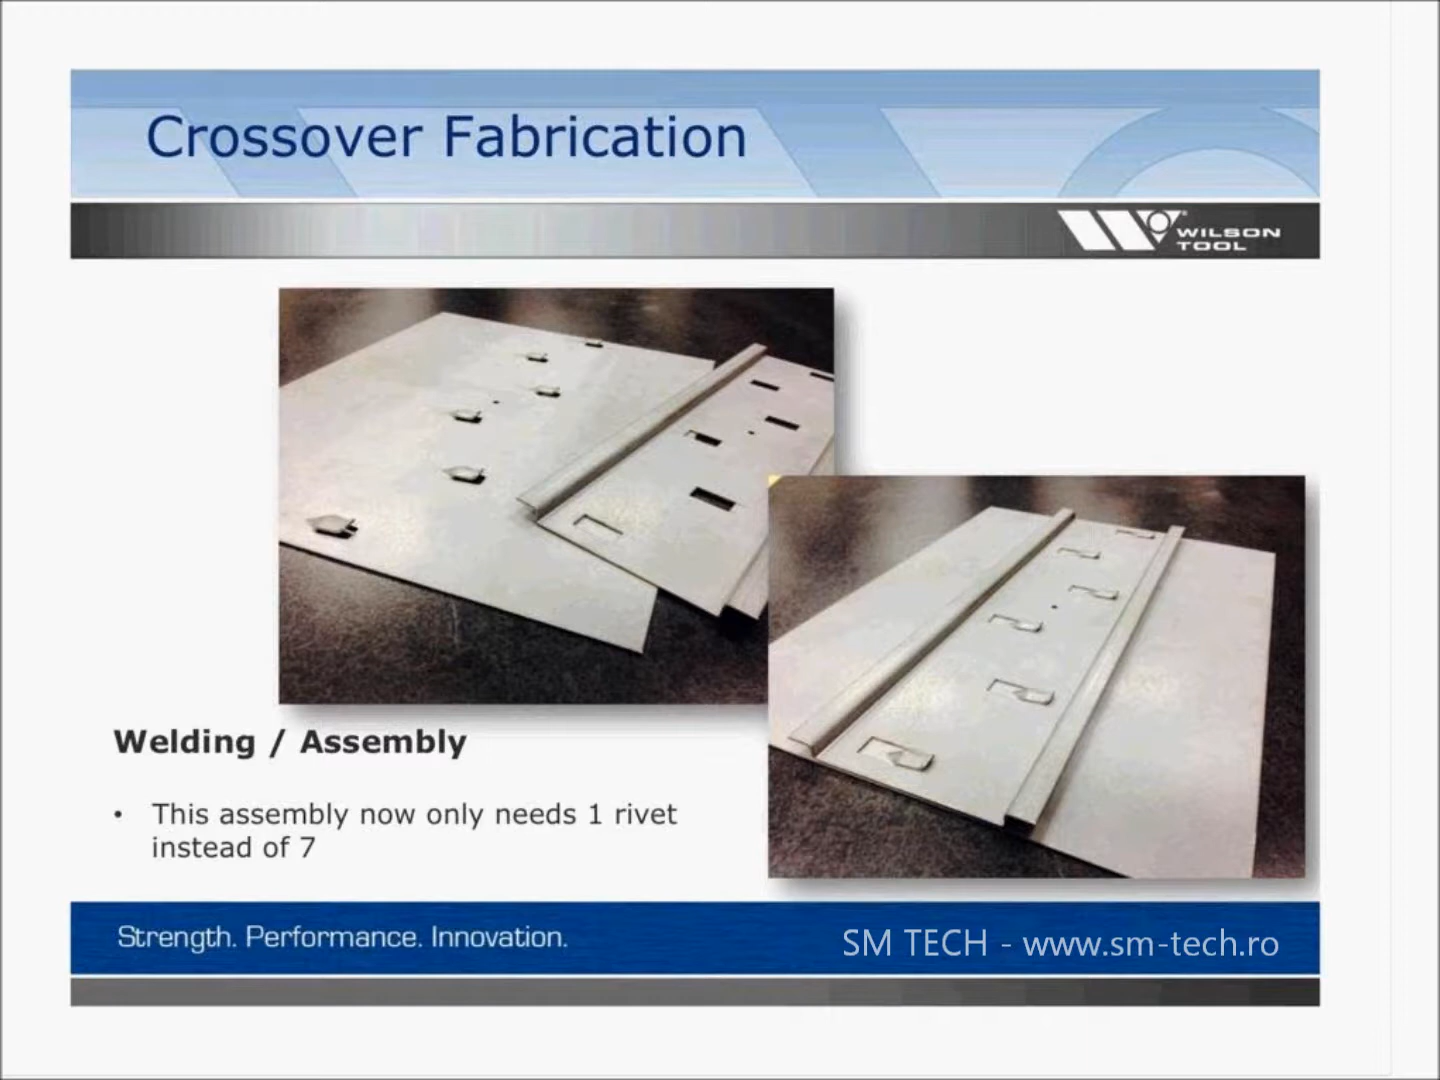 Crossover Fabrication
WILSON
TOOL
Welding / Assembly
• This assembly now only needs 1 rivet
instead of 7
Strength. Performance. Innovation.
SM TECH - www.sm-tech.ro